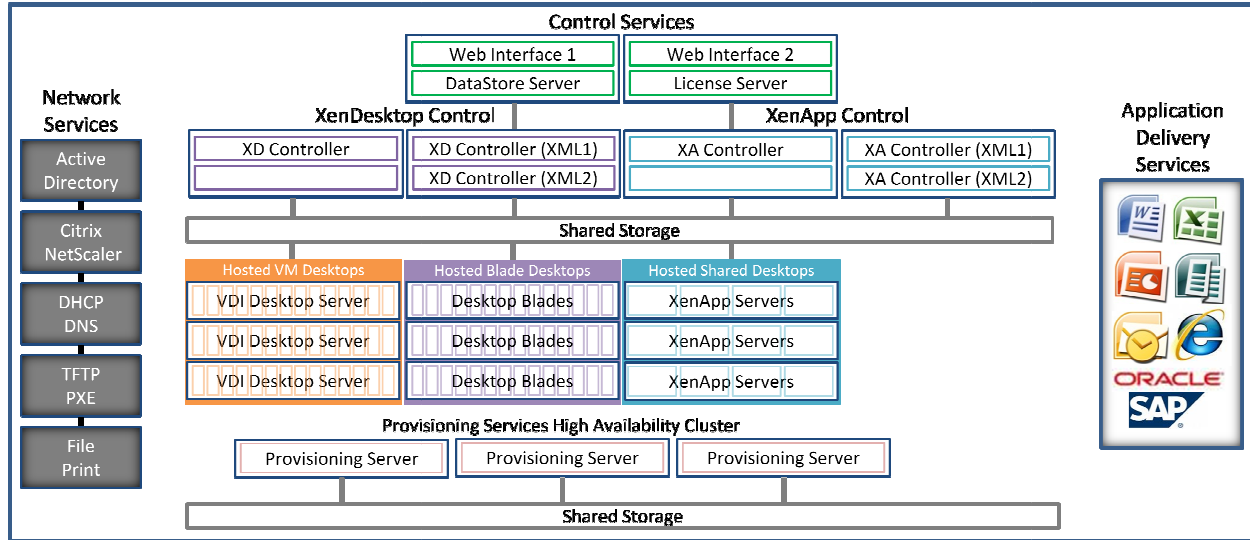 Control Services
Web Interface 1
DataStore Server
Web Interface 2
License Server
Network
Services
Active
Directory
Citrix
NetScaler
DHCP
DNS
TFTP
PXE
File
Print
XenDesktop Control
XenApp Control
XD Controller
XD Controller (XML1)
XD Controller (XML2)
XA Controller
XA Controller (XML1)
XA Controller (XML2)
Shared Storage
Hosted VM Desktops
VDI Desktop Server
VDI Desktop Server
VDI Desktop Server
Hosted Blade Desktops
Desktop Blades
Desktop Blades
Desktop Blades
Hosted Shared Desktops
XenApp Servers
XenApp Servers
XenApp Servers
Provisioning Services High Availability Cluster
Provisioning Server
Provisioning Server
Provisioning Server
Shared Storage
Application
Delivery
Services
W
X
P
e
ORACLE
SAP